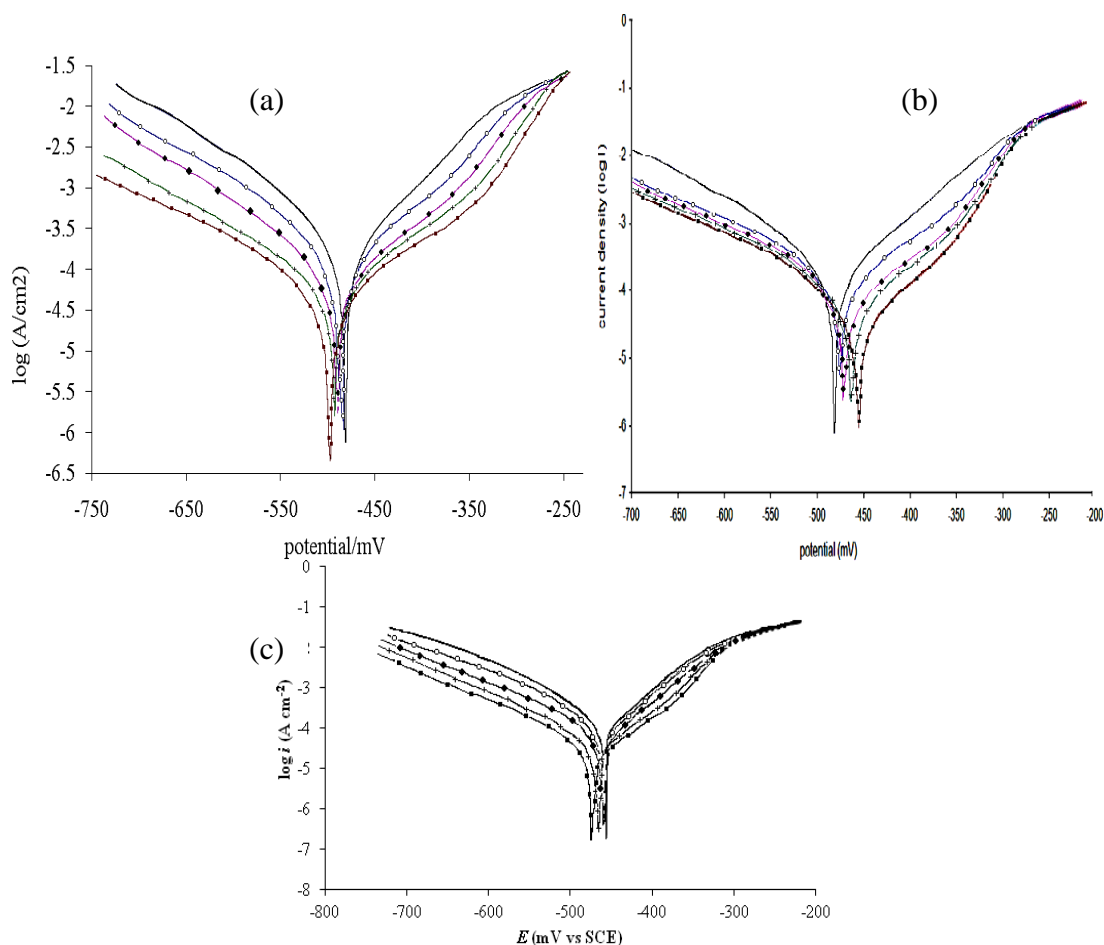 (a)
-1.5
-2
-2.5
-3
-3.5
-4
-4.5
-5
-5.5
-6
-6.5
log (A/cm2)
-750 -650 -550 -450 -350 -250
potential/mV
(b)
0
-1
-2
-3
-4
-5
-6
-7
current density (log i)
-700 -650 -600 -550 -500 -450 -400 -350 -300 -250 -200
potential (mV)
(c)
0
-1
-1
-3
-4
-5
-6
-7
-8
log i (A cm-2)
-800 -700 -600 -500 -400 -300 -200
E (mV vs SCE)